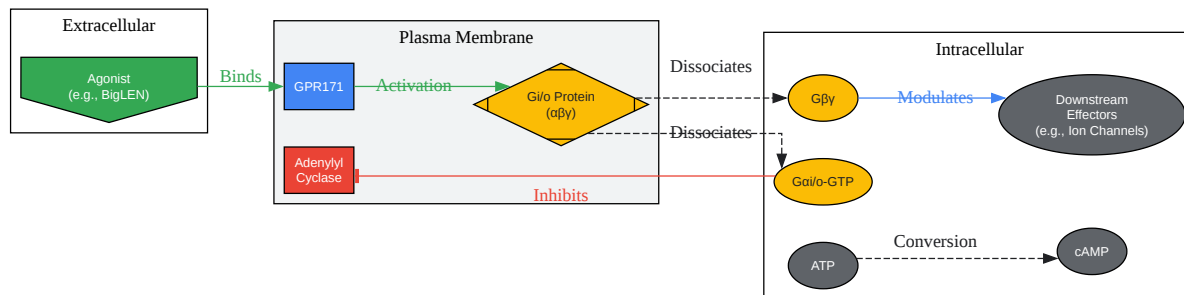 Extracellular
Agonist
(e.g., BigLEN)
Binds
Plasma Membrane
GPR171
Activation
Gi/o Protein
(αβγ)
Adenylyl
Cyclase
Inhibits
Dissociates
Dissociates
Intracellular
Gβγ
Modulates
Downstream
Effectors
(e.g., Ion Channels)
Gαi/o-GTP
ATP
Conversion
cAMP